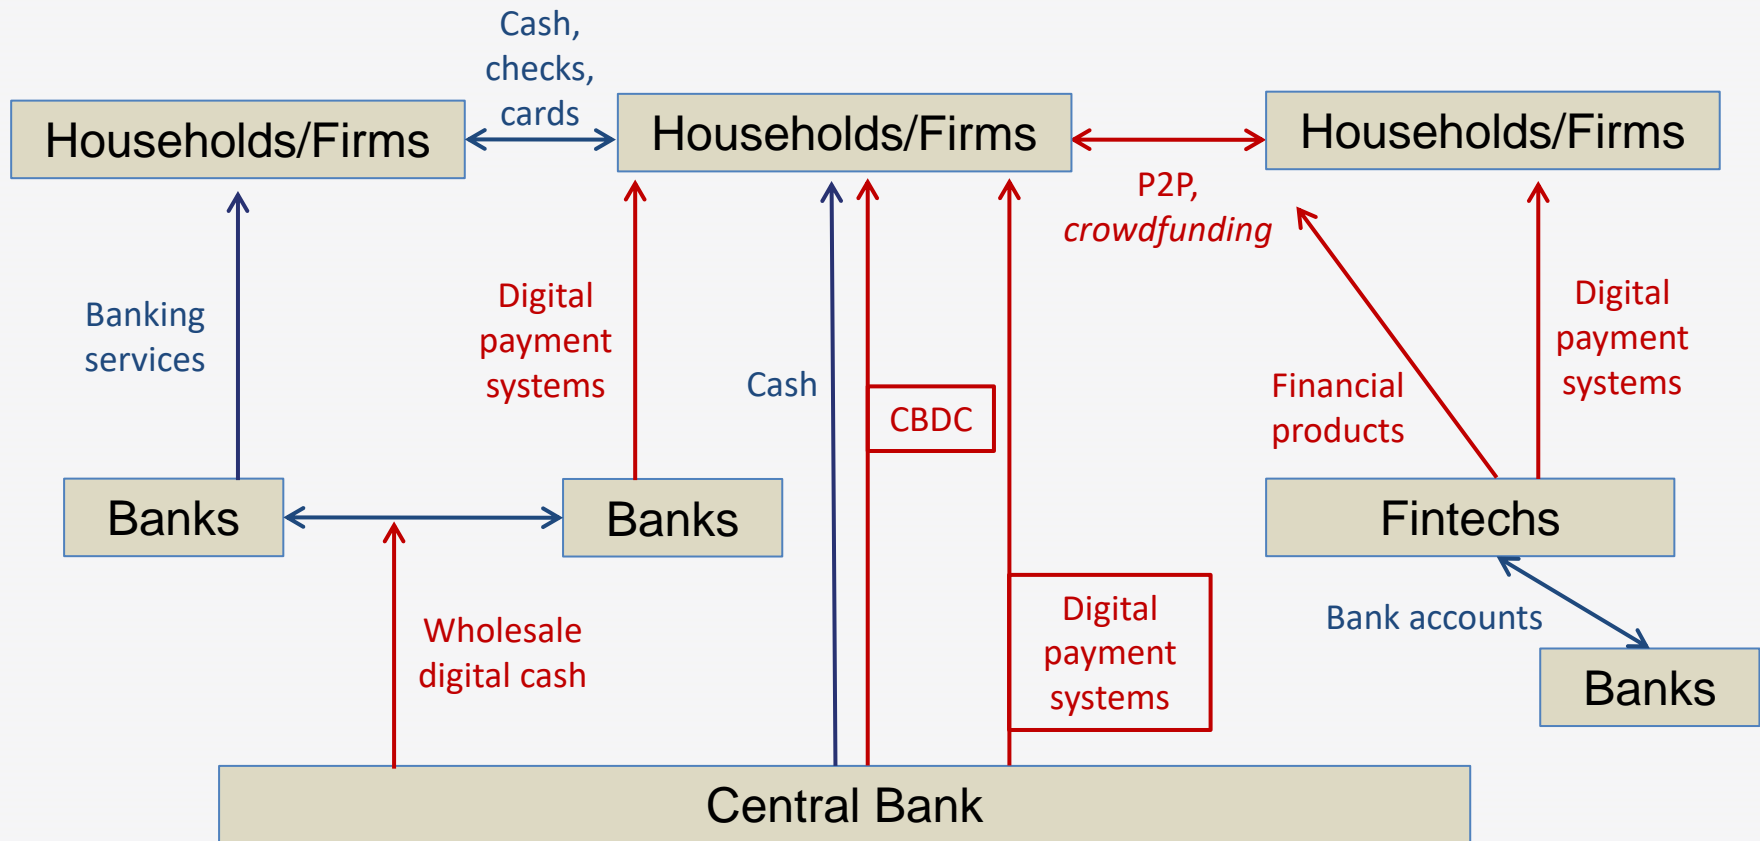 Cash,
checks,
cards
Households/Firms
Households/Firms
Households/Firms
P2P,
crowdfunding
Banking
services
Digital
payment
systems
Cash
CBDC
Financial
products
Digital
payment
systems
Banks
Banks
Fintechs
Wholesale
digital cash
Digital
payment
systems
Bank accounts
Banks
Central Bank